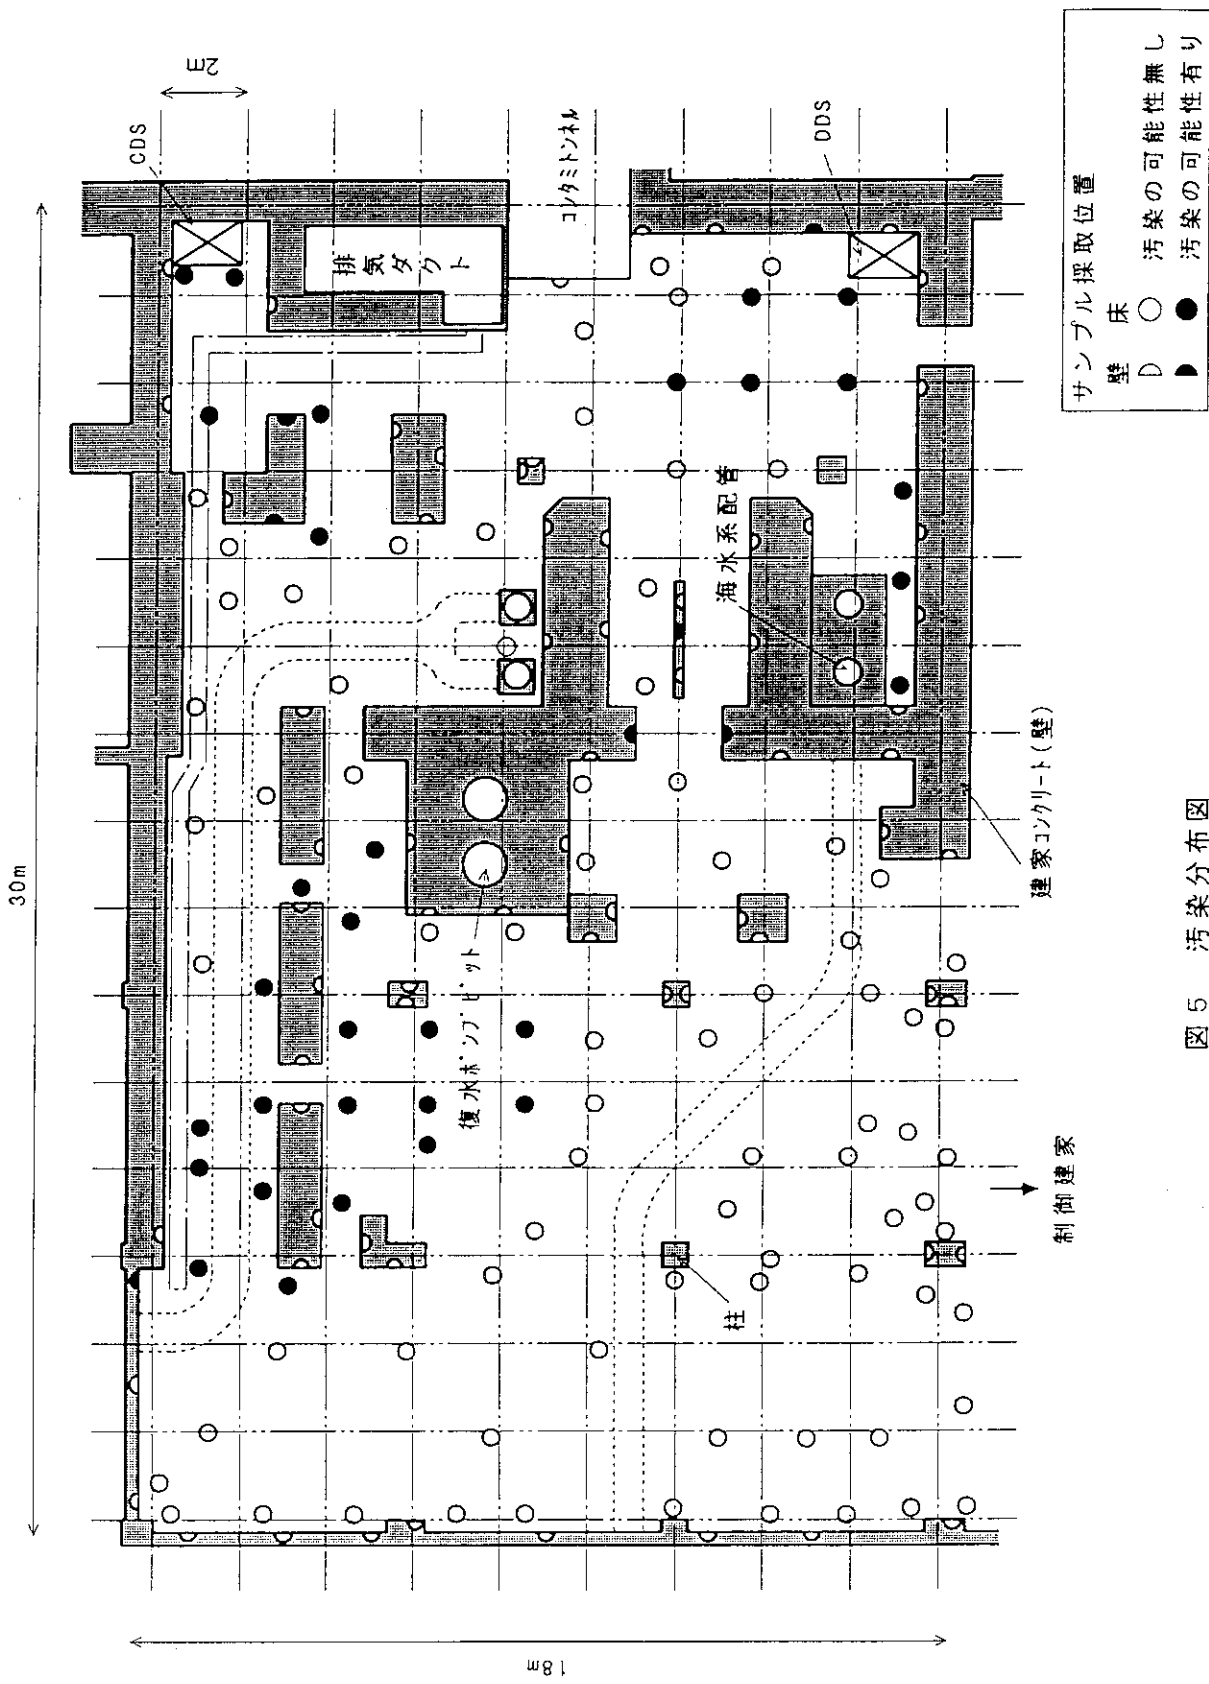 30m
2m
18m
CDS
排気ダクト
コンタミトンネル
DDS
海水系配管
復水ポンプピット
建家コンクリート(壁)
柱
制御建家
サンプル採取位置
壁 床
汚染の可能性無し
汚染の可能性有り
図5 汚染分布図